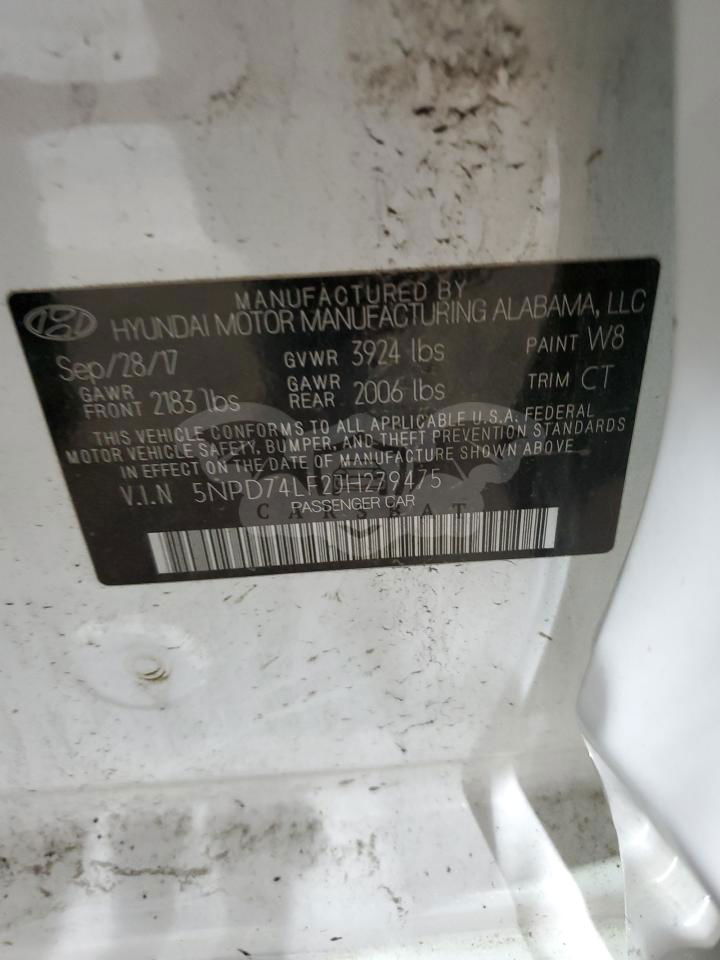 MANUFACTURED BY
HYUNDAI MOTOR MANUFACTURING ALABAMA, LLC
Sep/28/17 GVWR 3924 lbs PAINT W8
GAWR FRONT 2183 lbs GAWR REAR 2006 lbs TRIM CT
THIS VEHICLE CONFORMS TO ALL APPLICABLE U.S.A. FEDERAL
MOTOR VEHICLE SAFETY, BUMPER, AND THEFT PREVENTION STANDARDS
IN EFFECT ON THE DATE OF MANUFACTURE SHOWN ABOVE.
V.I.N 5NPD74LF2JH279475
PASSENGER CAR